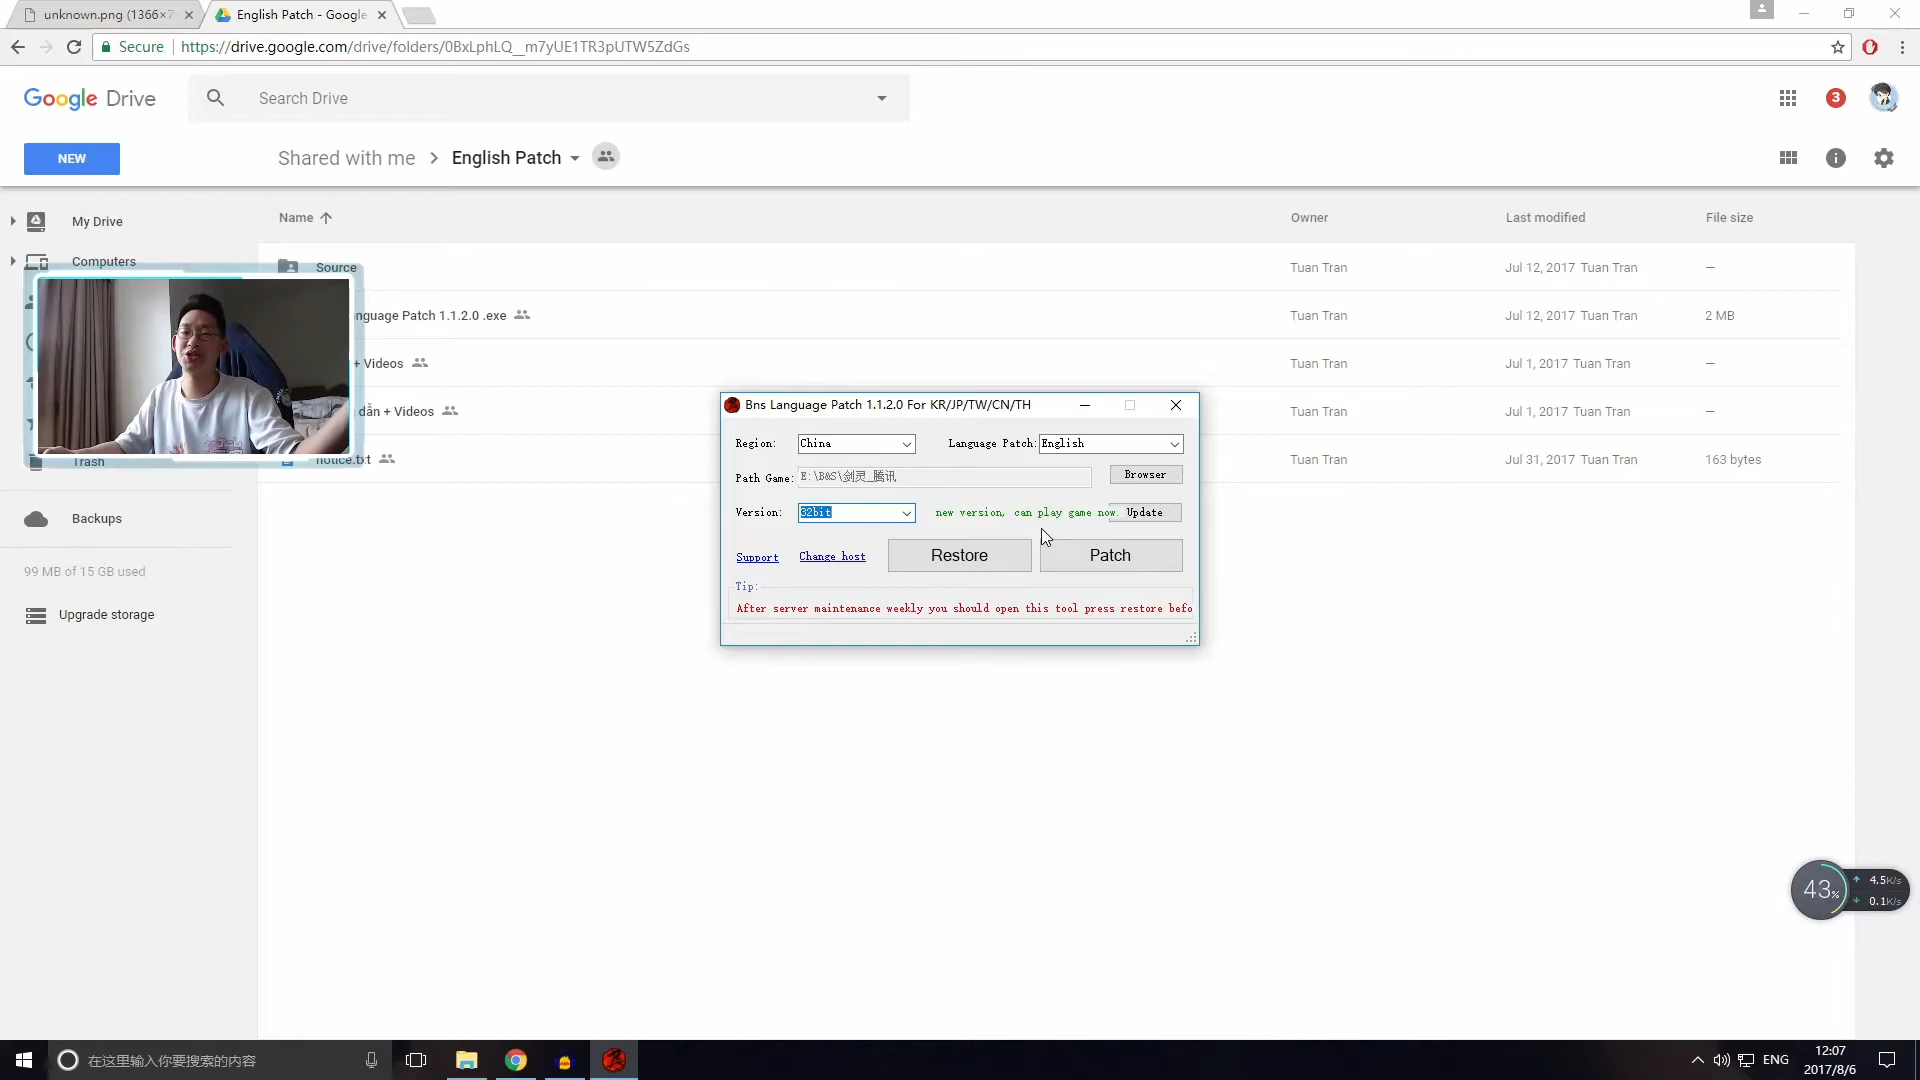 unknown.png (1366×7
English Patch - Google
Secure
https://drive.google.com/drive/folders/0BxLphLQ__m7yUE1TR3pUTW5ZdGs
Google Drive
Search Drive
3
NEW
Shared with me > English Patch
My Drive
Computers
Trash
Backups
99 MB of 15 GB used
Upgrade storage
Name
Owner
Last modified
File size
Source
Tuan Tran
Jul 12, 2017 Tuan Tran
—
nguage Patch 1.1.2.0 .exe
Tuan Tran
Jul 12, 2017 Tuan Tran
2 MB
+ Videos
Tuan Tran
Jul 1, 2017 Tuan Tran
—
dẫn + Videos
Tuan Tran
Jul 1, 2017 Tuan Tran
—
notice.txt
Tuan Tran
Jul 31, 2017 Tuan Tran
163 bytes
Bns Language Patch 1.1.2.0 For KR/JP/TW/CN/TH
Region: China
Language Patch: English
Path Game: E:\B&S\剑灵_腾讯
Browser
Version: 32bit
new version, can play game now.
Update
Support
Change host
Restore
Patch
Tip:
After server maintenance weekly you should open this tool press restore befo
43%
4.5K/s
0.1K/s
在这里输入你要搜索的内容
ENG
12:07
2017/8/6